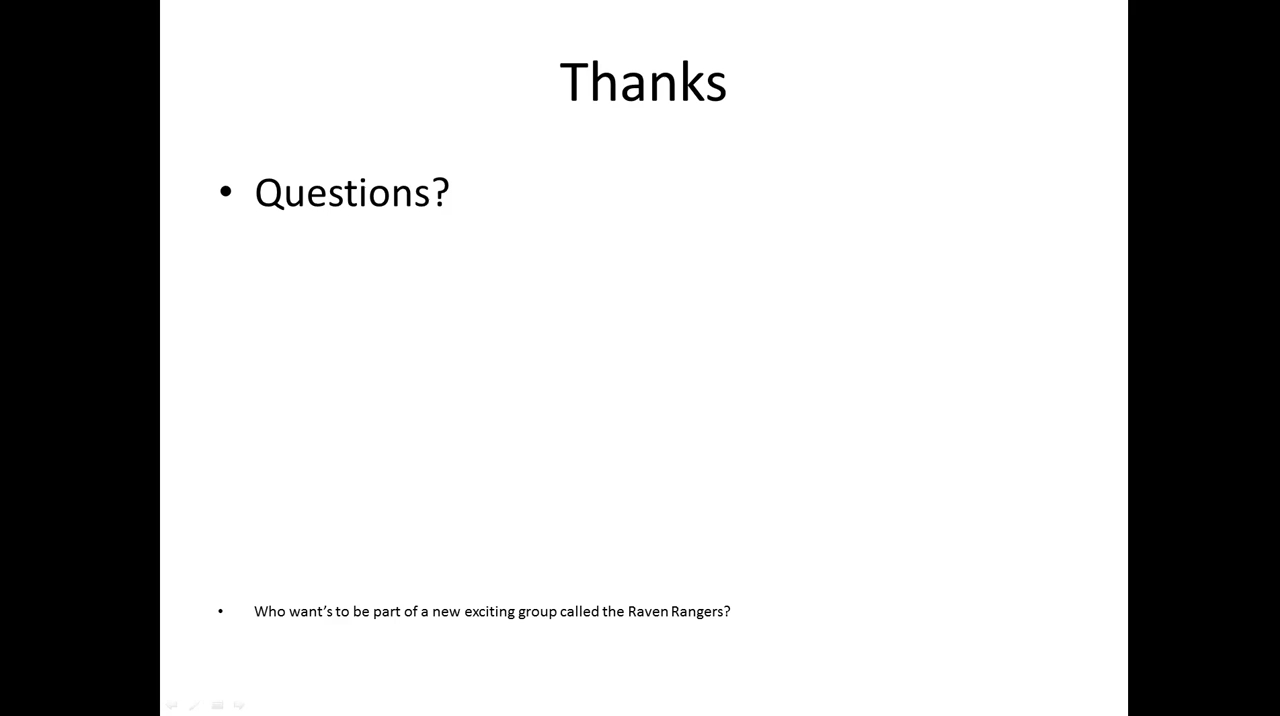 Thanks
• Questions?
• Who want’s to be part of a new exciting group called the Raven Rangers?